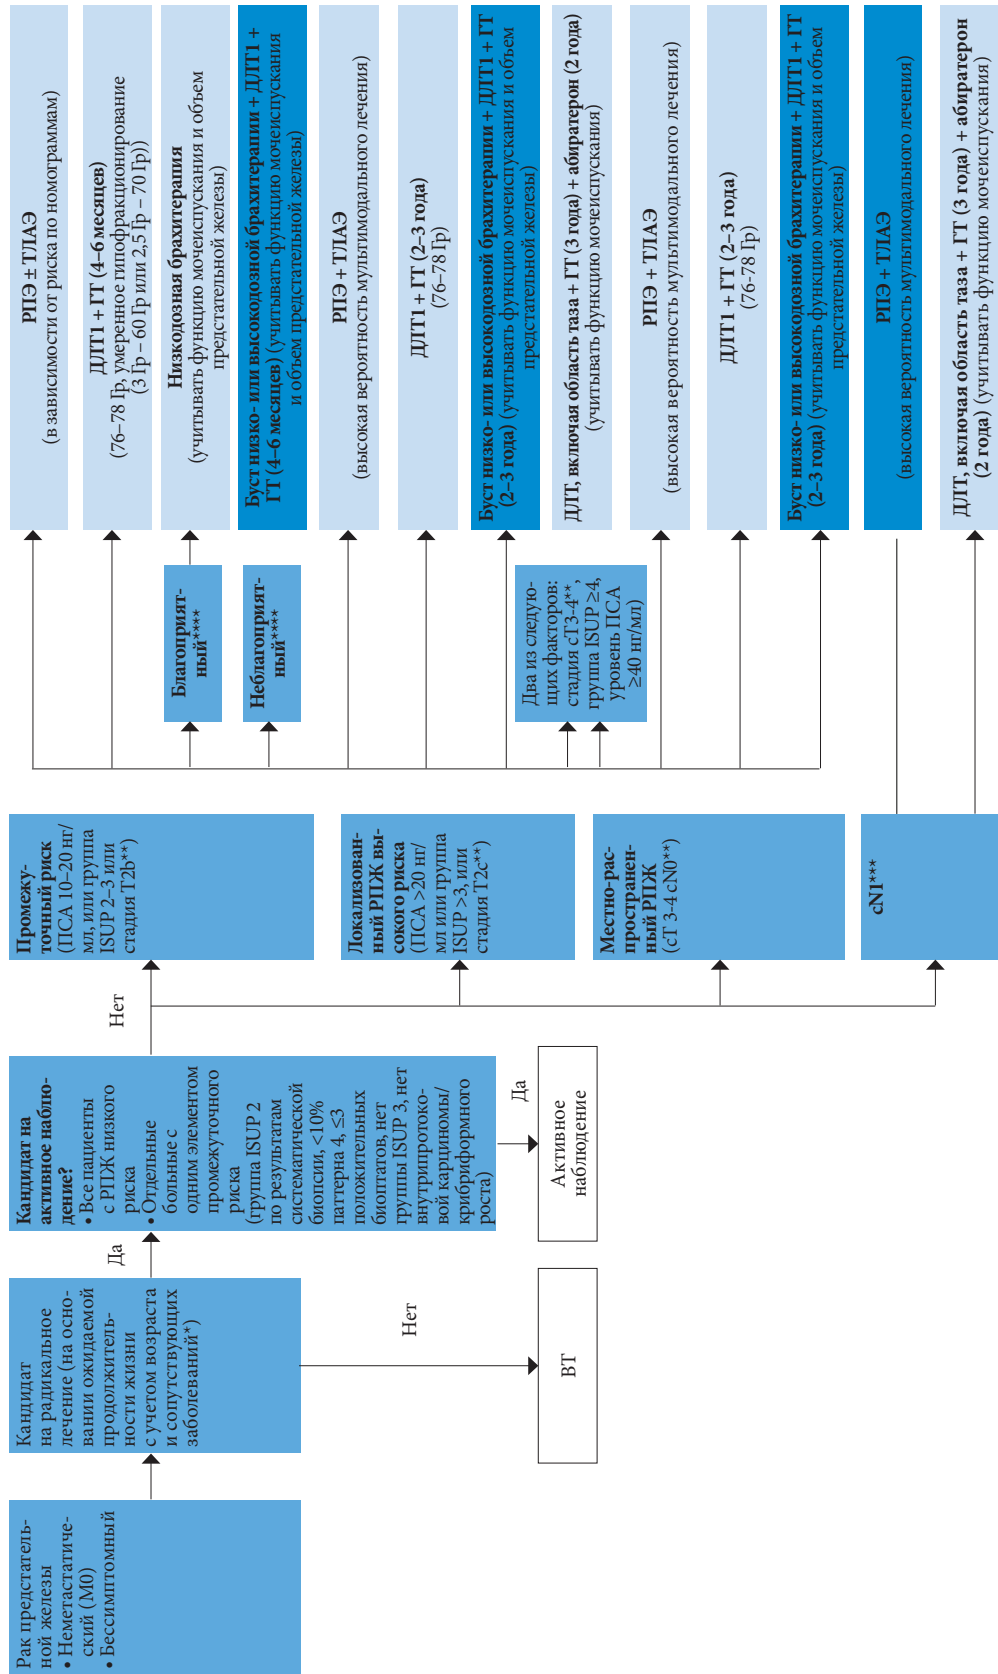 Рак предстатель-
ной железы
• Неметастатиче-
ский (M0)
• Бессимптомный
Кандидат
на радикальное
лечение (на осно-
вании ожидаемой
продолжитель-
ности жизни
с учетом возраста
и сопутствующих
заболеваний*)
Да
Нет
ВТ
Кандидат на
активное наблю-
дение?
• Все пациенты
с РПЖ низкого
риска
• Отдельные
больные с
одним элементом
промежуточного
риска
(группа ISUP 2
по результатам
систематической
биопсии, <10%
паттерна 4, ≤3
положительных
биоптатов, нет
группы ISUP 3, нет
внутрипротоко-
вой карциномы/
крибриформного
роста)
Да
Активное
наблюдение
Нет
Промежу-
точный риск
(ПСА 10–20 нг/
мл, или группа
ISUP 2–3 или
стадия T2b**)
Локализован-
ный РПЖ вы-
сокого риска
(ПСА >20 нг/
мл или группа
ISUP >3, или
стадия T2c**)
Местно-рас-
пространен-
ный РПЖ
(cT 3-4 cN0**)
cN1***
Благоприят-
ный****
Неблагоприят-
ный****
Два из следую-
щих факторов:
стадия cT3-4**,
группа ISUP ≥4,
уровень ПСА
≥40 нг/мл)
РПЭ ± ТЛАЭ
(в зависимости от риска по номограммам)
ДЛТ1 + ГТ (4–6 месяцев)
(76–78 Гр, умеренное гипофракционирование
(3 Гр – 60 Гр или 2,5 Гр – 70 Гр))
Низкодозная брахитерапия
(учитывать функцию мочеиспускания и объем
предстательной железы)
Буст низко- или высокодозной брахитерапии + ДЛТ1 +
ГТ (4–6 месяцев) (учитывать функцию мочеиспускания
и объем предстательной железы)
РПЭ + ТЛАЭ
(высокая вероятность мультимодального лечения)
ДЛТ1 + ГТ (2–3 года)
(76–78 Гр)
Буст низко- или высокодозной брахитерапии + ДЛТ1 + ГТ
(2–3 года) (учитывать функцию мочеиспускания и объем
предстательной железы)
ДЛТ, включая область таза + ГТ (3 года) + абиратерон (2 года)
(учитывать функцию мочеиспускания)
РПЭ + ТЛАЭ
(высокая вероятность мультимодального лечения)
ДЛТ1 + ГТ (2–3 года)
(76-78 Гр)
Буст низко- или высокодозной брахитерапии + ДЛТ1 + ГТ
(2–3 года) (учитывать функцию мочеиспускания и объем
предстательной железы)
РПЭ + ТЛАЭ
(высокая вероятность мультимодального лечения)
ДЛТ, включая область таза + ГТ (3 года) + абиратерон
(2 года) (учитывать функцию мочеиспускания)